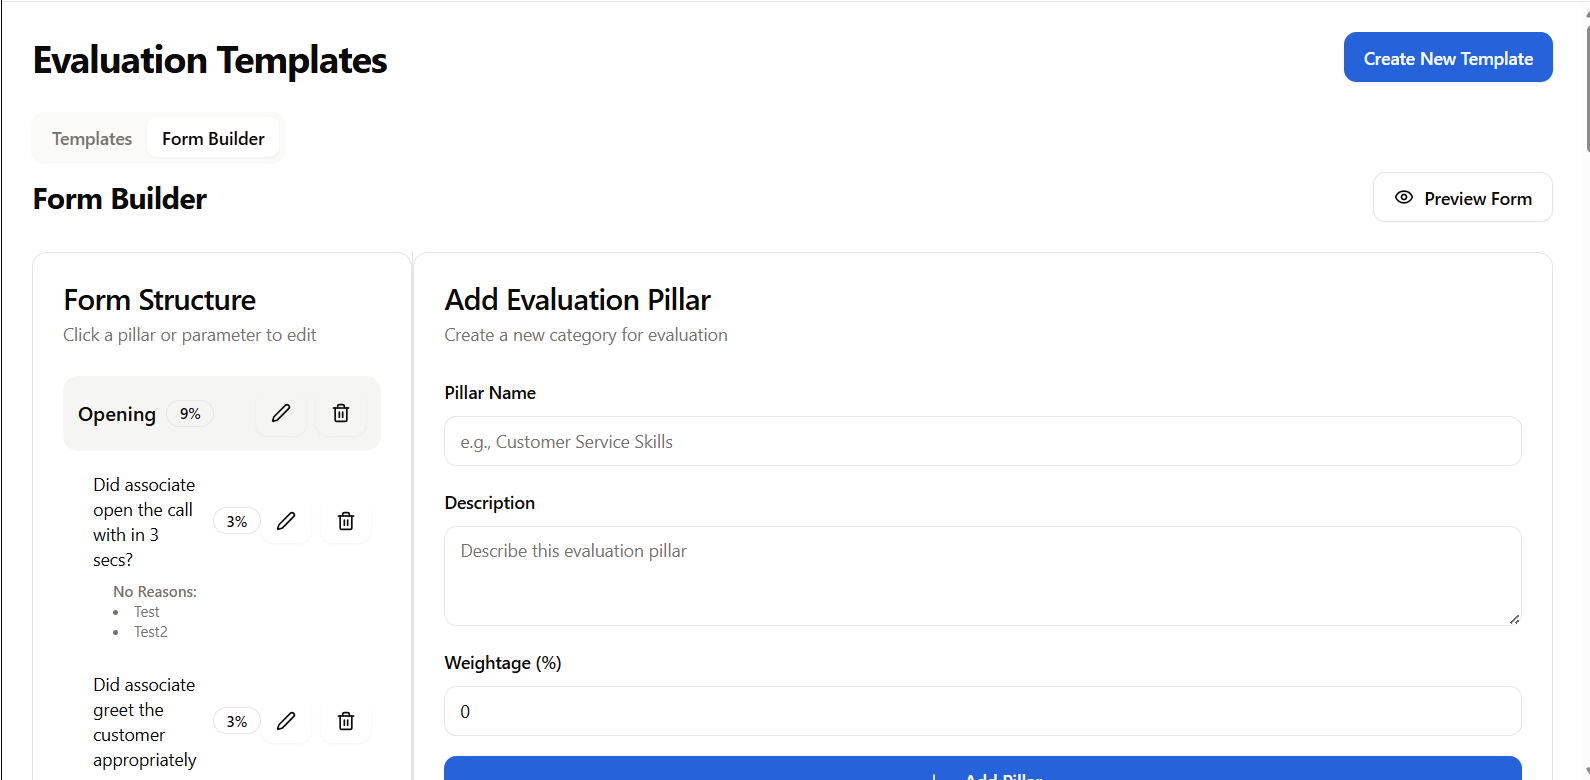 Evaluation Templates
Create New Template
Templates
Form Builder
Form Builder
Preview Form
Form Structure
Click a pillar or parameter to edit
Opening
9%
Did associate
open the call
with in 3
secs?
3%
No Reasons:
• Test
• Test2
Did associate
greet the
customer
appropriately
3%
Add Evaluation Pillar
Create a new category for evaluation
Pillar Name
e.g., Customer Service Skills
Description
Describe this evaluation pillar
Weightage (%)
0
Add Pillar